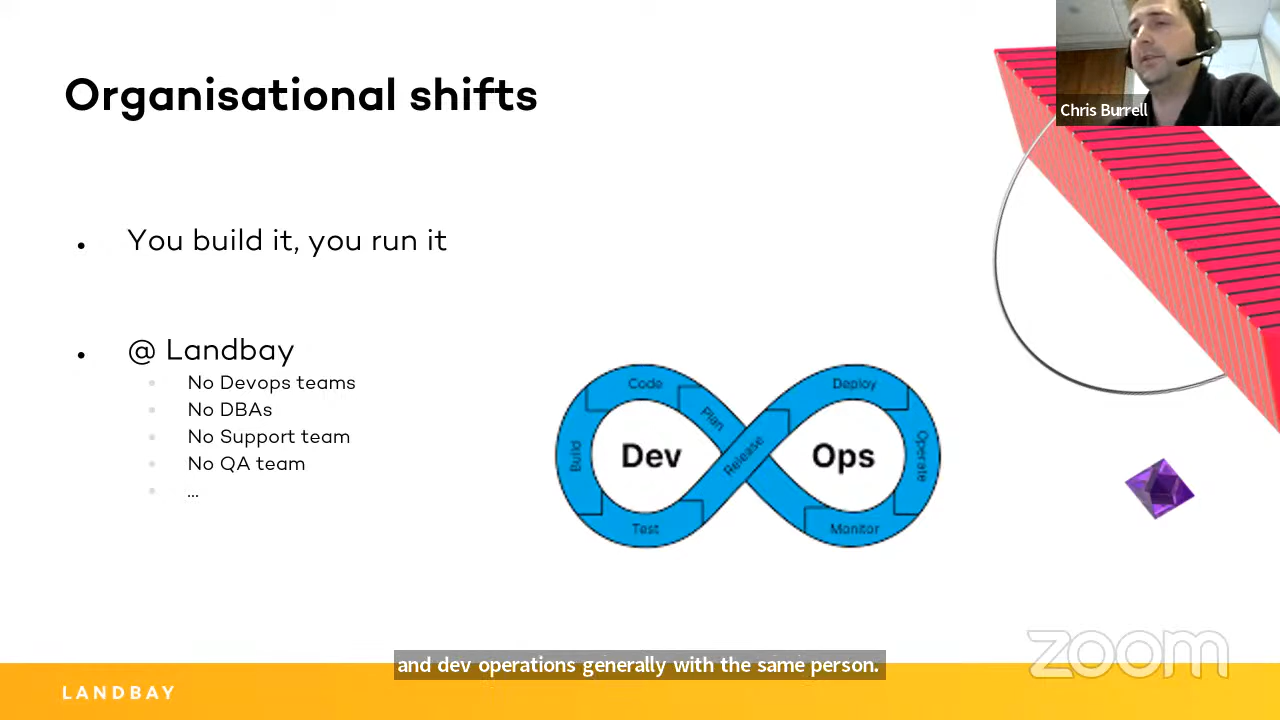 Organisational shifts
Chris Burrell
You build it, you run it
@ Landbay
No Devops teams
No DBAs
No Support team
No QA team
...
Code
Plan
Build
Dev
Test
Release
Deploy
Ops
Operate
Monitor
and dev operations generally with the same person.
zoom
LANDBAY